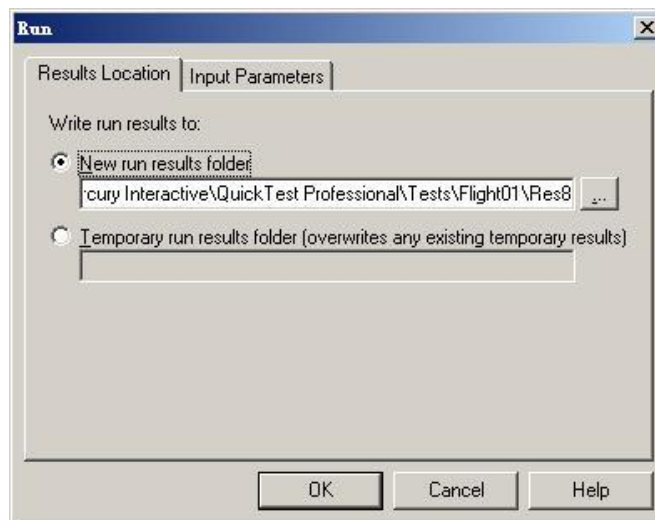 Run
Results Location Input Parameters
Write run results to:
New run results folder
cury Interactive\QuickTest Professional\Tests\Flight01\Res8 ...
Temporary run results folder (overwrites any existing temporary results)
OK Cancel Help